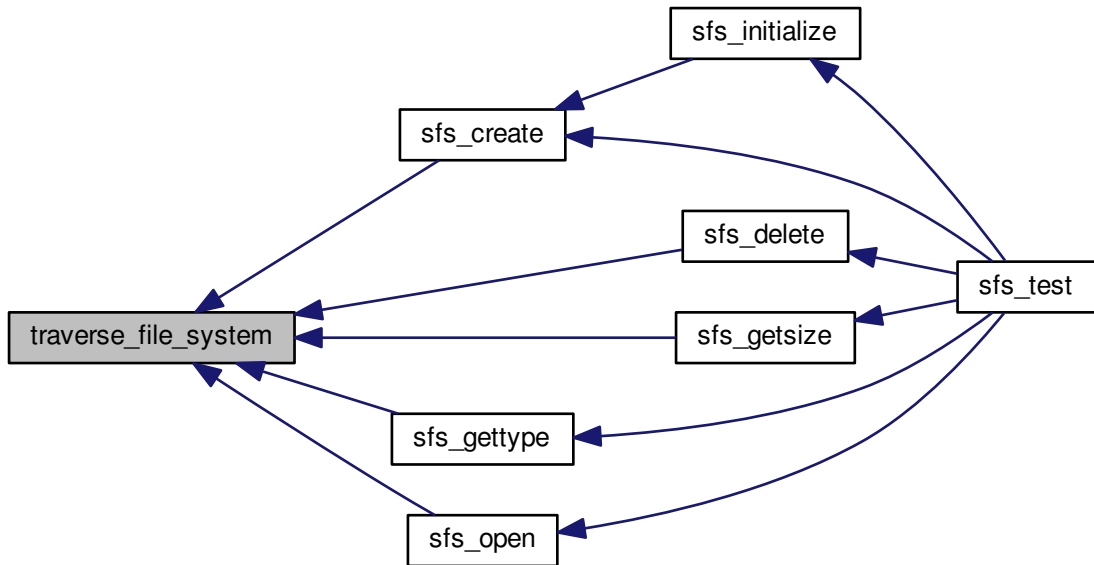 sfs_initialize
sfs_create
sfs_delete
sfs_test
traverse_file_system
sfs_getsize
sfs_gettype
sfs_open